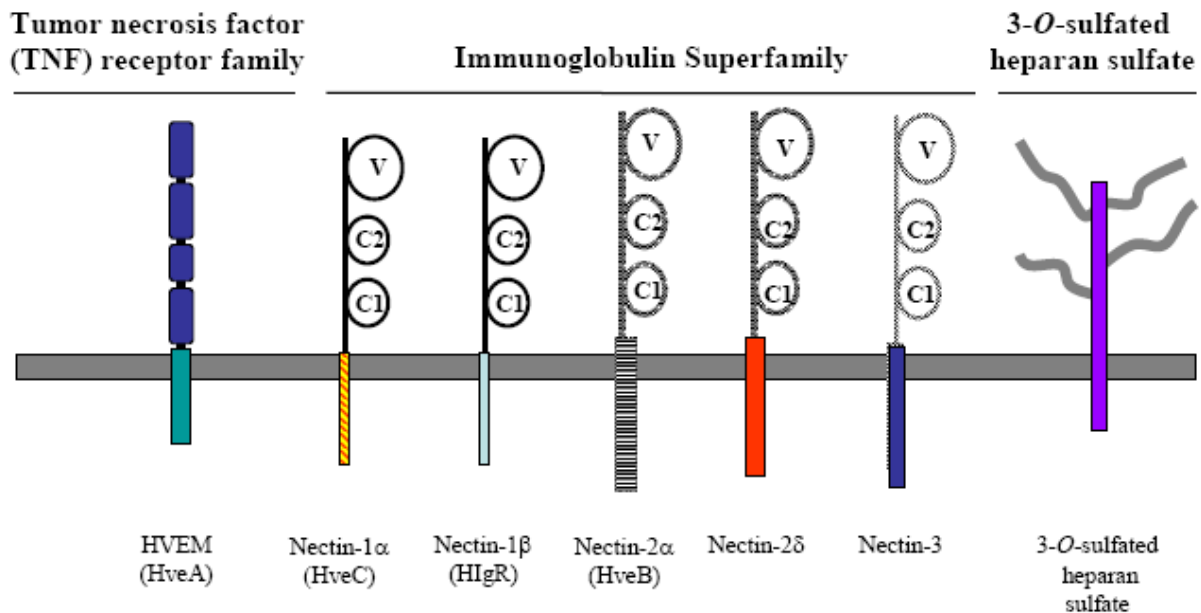 Tumor necrosis factor
(TNF) receptor family
Immunoglobulin Superfamily
3-O-sulfated
heparan sulfate
V
C2
C1
V
C2
C1
V
C2
C1
V
C2
C1
V
C2
C1
HVEM
(HveA)
Nectin-1α
(HveC)
Nectin-1β
(HIgR)
Nectin-2α
(HveB)
Nectin-2δ
Nectin-3
3-O-sulfated
heparan
sulfate